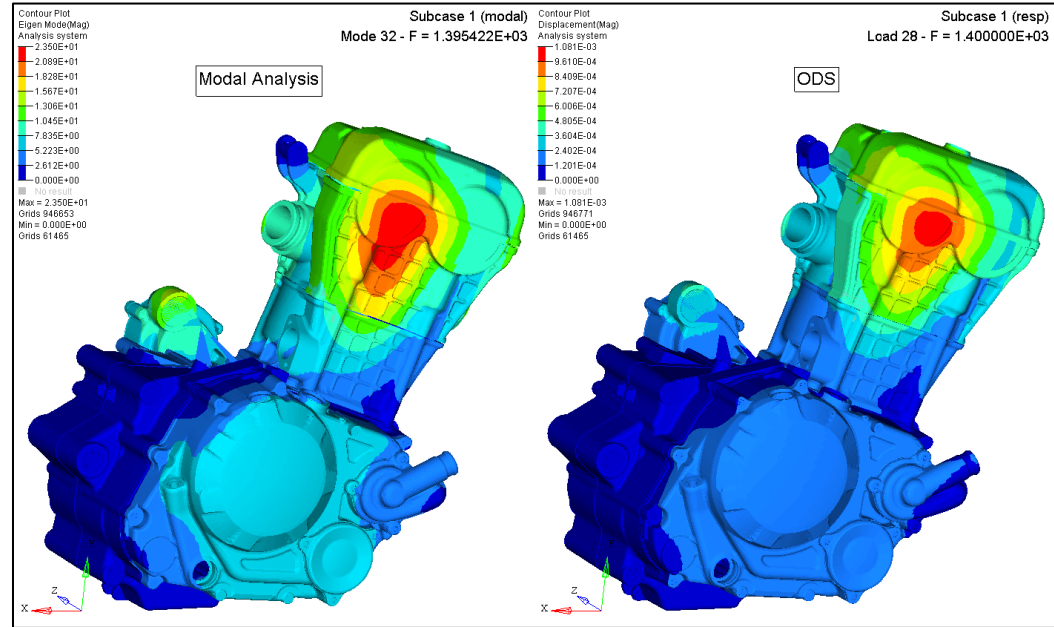 Contour Plot
Eigen Mode(Mag)
Analysis system
2.350E+01
2.089E+01
1.828E+01
1.567E+01
1.306E+01
1.045E+01
7.835E+00
5.223E+00
2.612E+00
0.000E+00
No result
Max = 2.350E+01
Grids 946653
Min = 0.000E+00
Grids 61465
Subcase 1 (modal)
Mode 32 - F = 1.395422E+03
Modal Analysis
X
Z
Contour Plot
Displacement(Mag)
Analysis system
1.081E-03
9.610E-04
8.409E-04
7.207E-04
6.006E-04
4.805E-04
3.604E-04
2.402E-04
1.201E-04
0.000E+00
No result
Max = 1.081E-03
Grids 946771
Min = 0.000E+00
Grids 61465
Subcase 1 (resp)
Load 28 - F = 1.400000E+03
ODS
X
Z